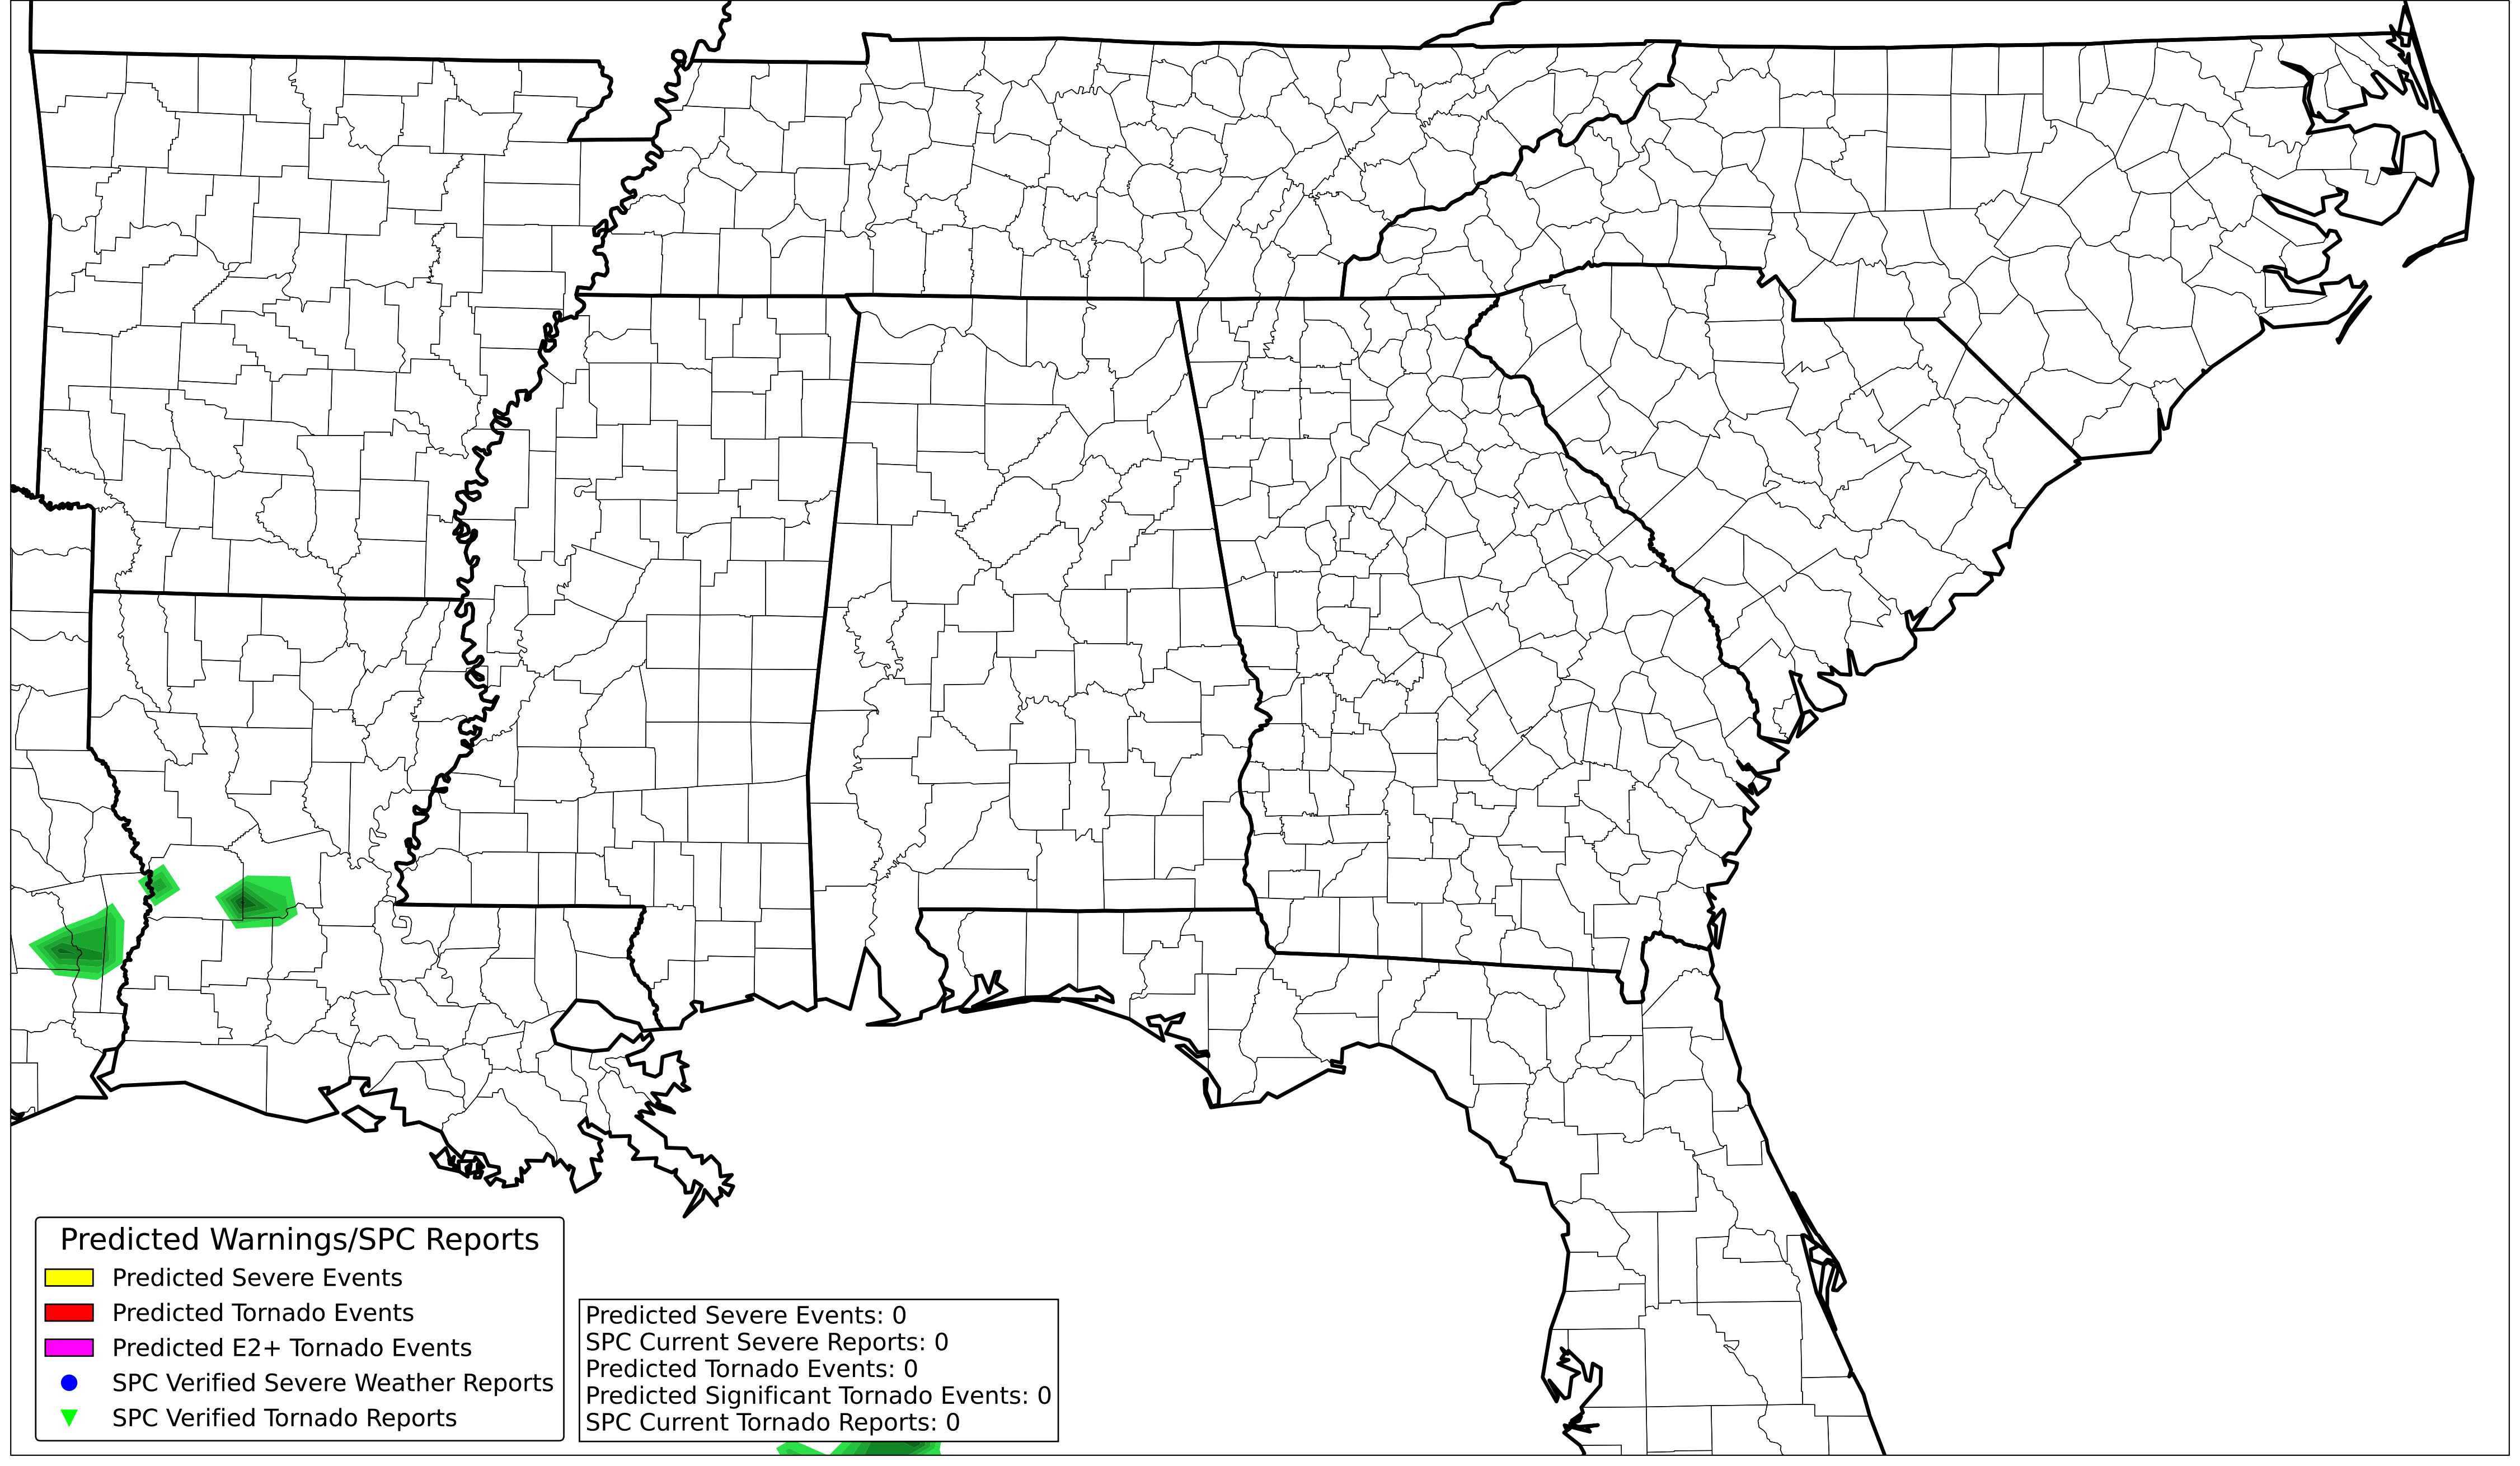 Predicted Warnings/SPC Reports
Predicted Severe Events
Predicted Tornado Events
Predicted E2+ Tornado Events
SPC Verified Severe Weather Reports
SPC Verified Tornado Reports
Predicted Severe Events: 0
SPC Current Severe Reports: 0
Predicted Tornado Events: 0
Predicted Significant Tornado Events: 0
SPC Current Tornado Reports: 0